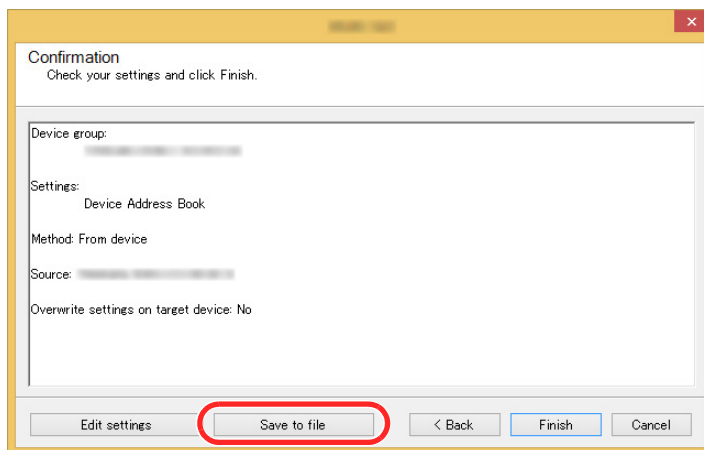 Confirmation
Check your settings and click Finish.
Device group:
Settings:
Device Address Book
Method: From device
Source:
Overwrite settings on target device: No
Edit settings
Save to file
< Back
Finish
Cancel